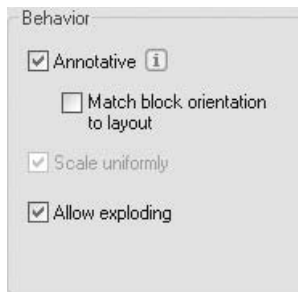 Behavior
Annotative
Match block orientation
to layout
Scale uniformly
Allow exploding